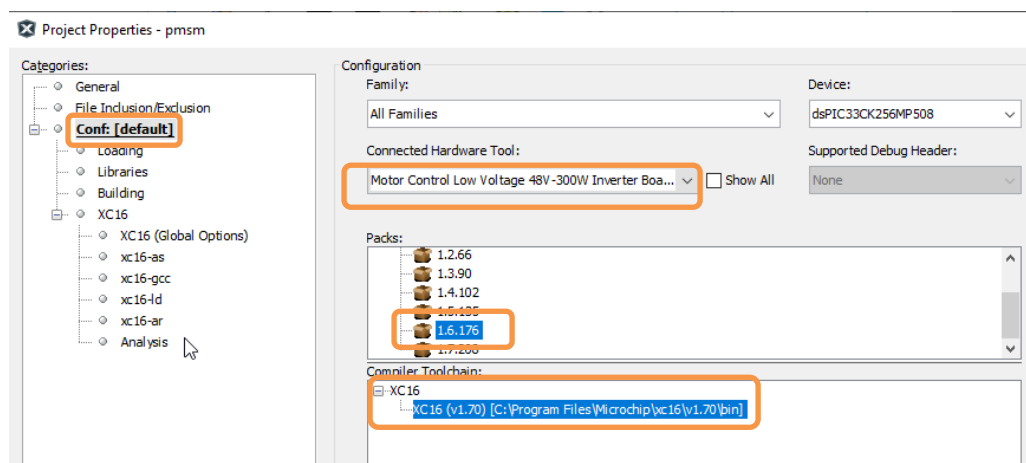 Project Properties - pmsm
Categories:
General
File Inclusion/Exclusion
Conf: [default]
Loading
Libraries
Building
XC16
XC16 (Global Options)
xc16-as
xc16-gcc
xc16-ld
xc16-ar
Analysis
Configuration
Family:
Device:
All Families
dsPIC33CK256MP508
Connected Hardware Tool:
Supported Debug Header:
Motor Control Low Voltage 48V-300W Inverter Boa...
Show All
None
Packs:
1.2.66
1.3.90
1.4.102
1.6.176
Compiler Toolchain:
XC16
XC16 (v1.70) [C:\Program Files\Microchip\xc16\v1.70\bin]